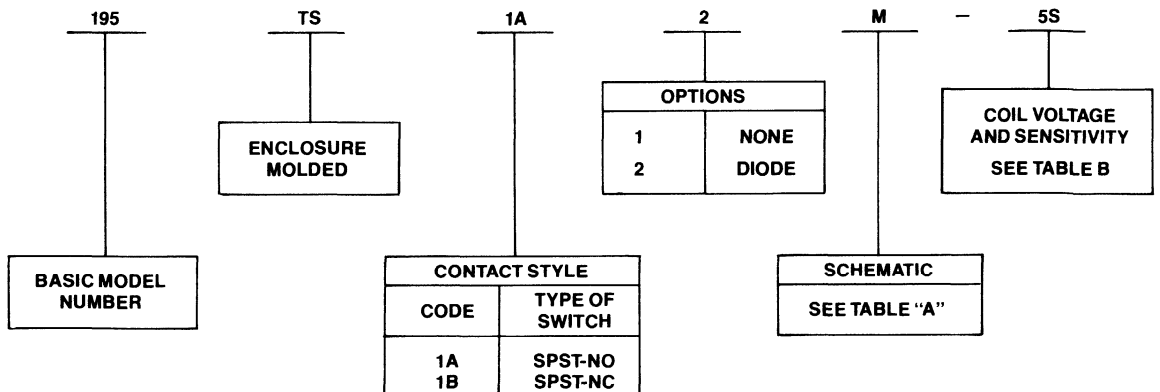 195 TS 1A 2 M – 5S
OPTIONS
1 NONE
2 DIODE
COIL VOLTAGE
AND SENSITIVITY
SEE TABLE B
ENCLOSURE
MOLDED
BASIC MODEL
NUMBER
CONTACT STYLE
CODE
TYPE OF
SWITCH
1A SPST-NO
1B SPST-NC
SCHEMATIC
SEE TABLE “A”